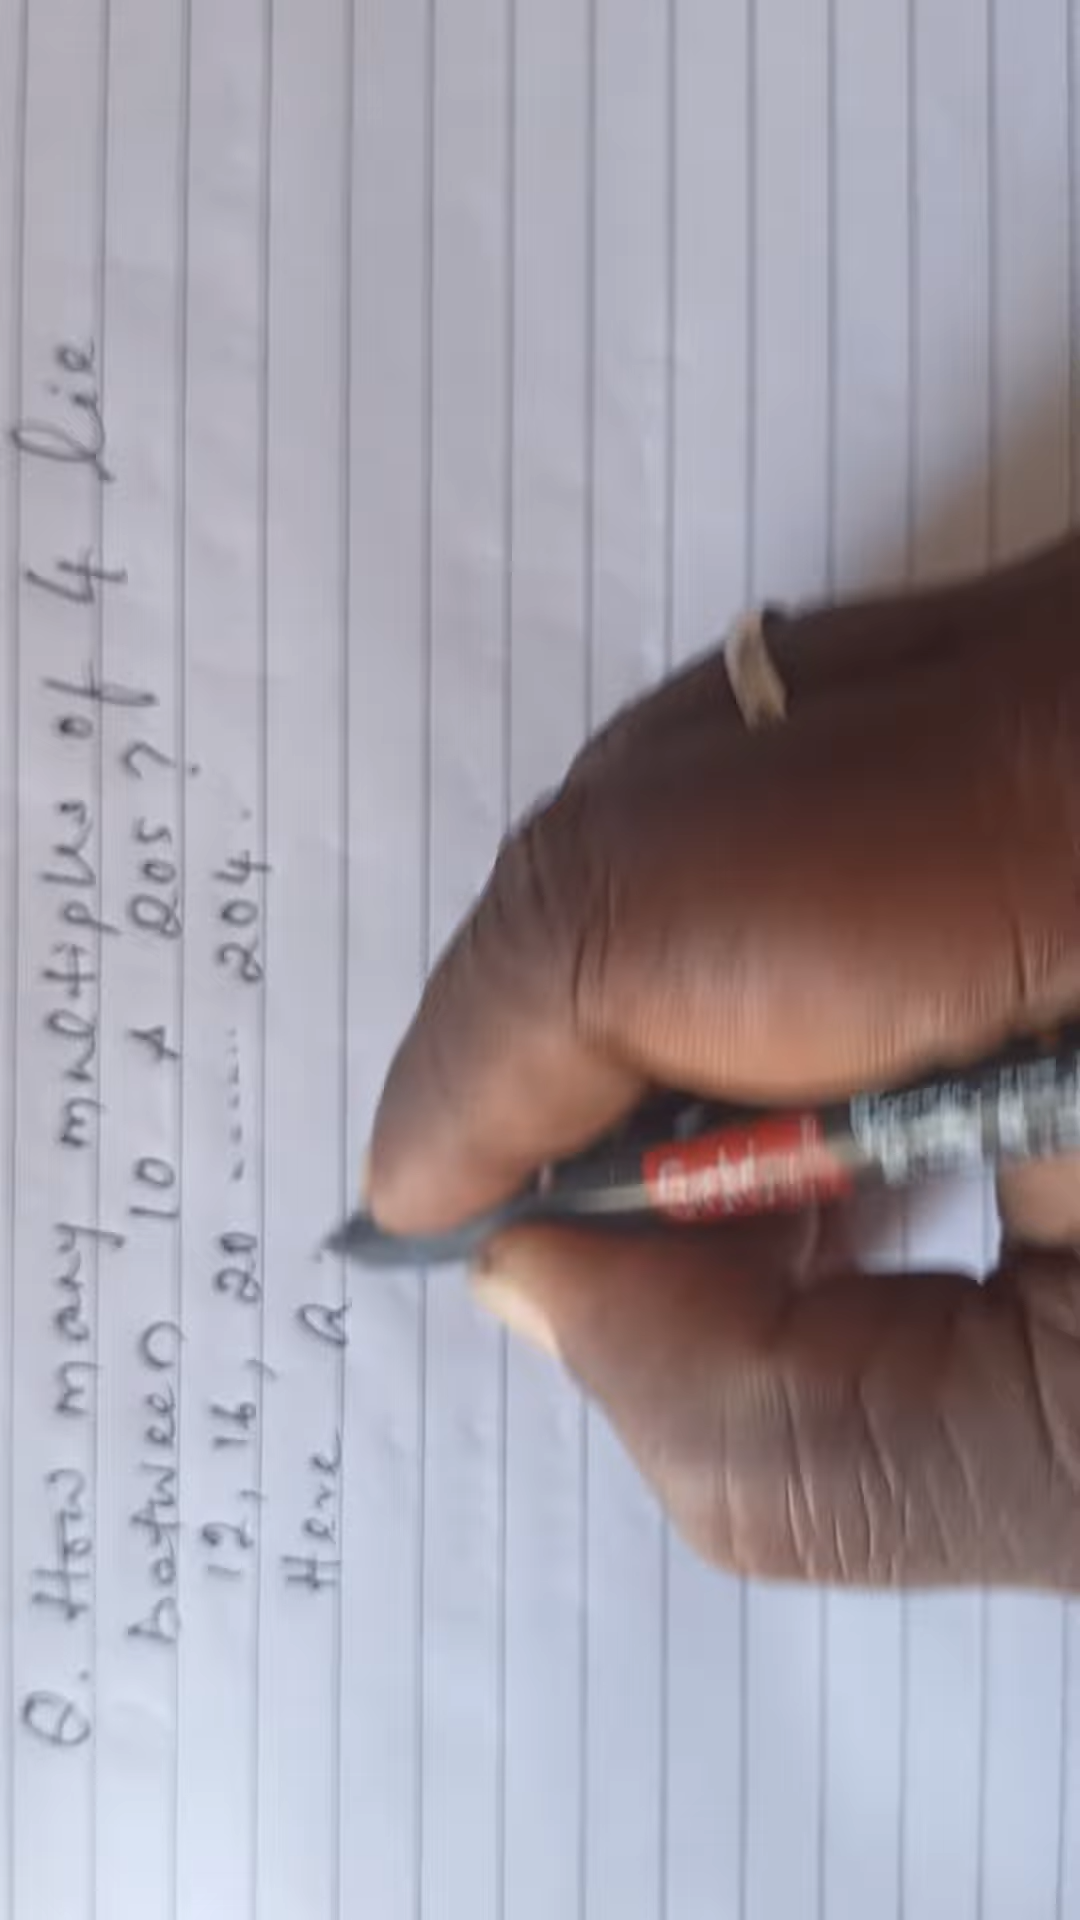 Q. How many multiples of 4 lie
between 10 & 205?
12, 16, 20 ------ 204.
Here a